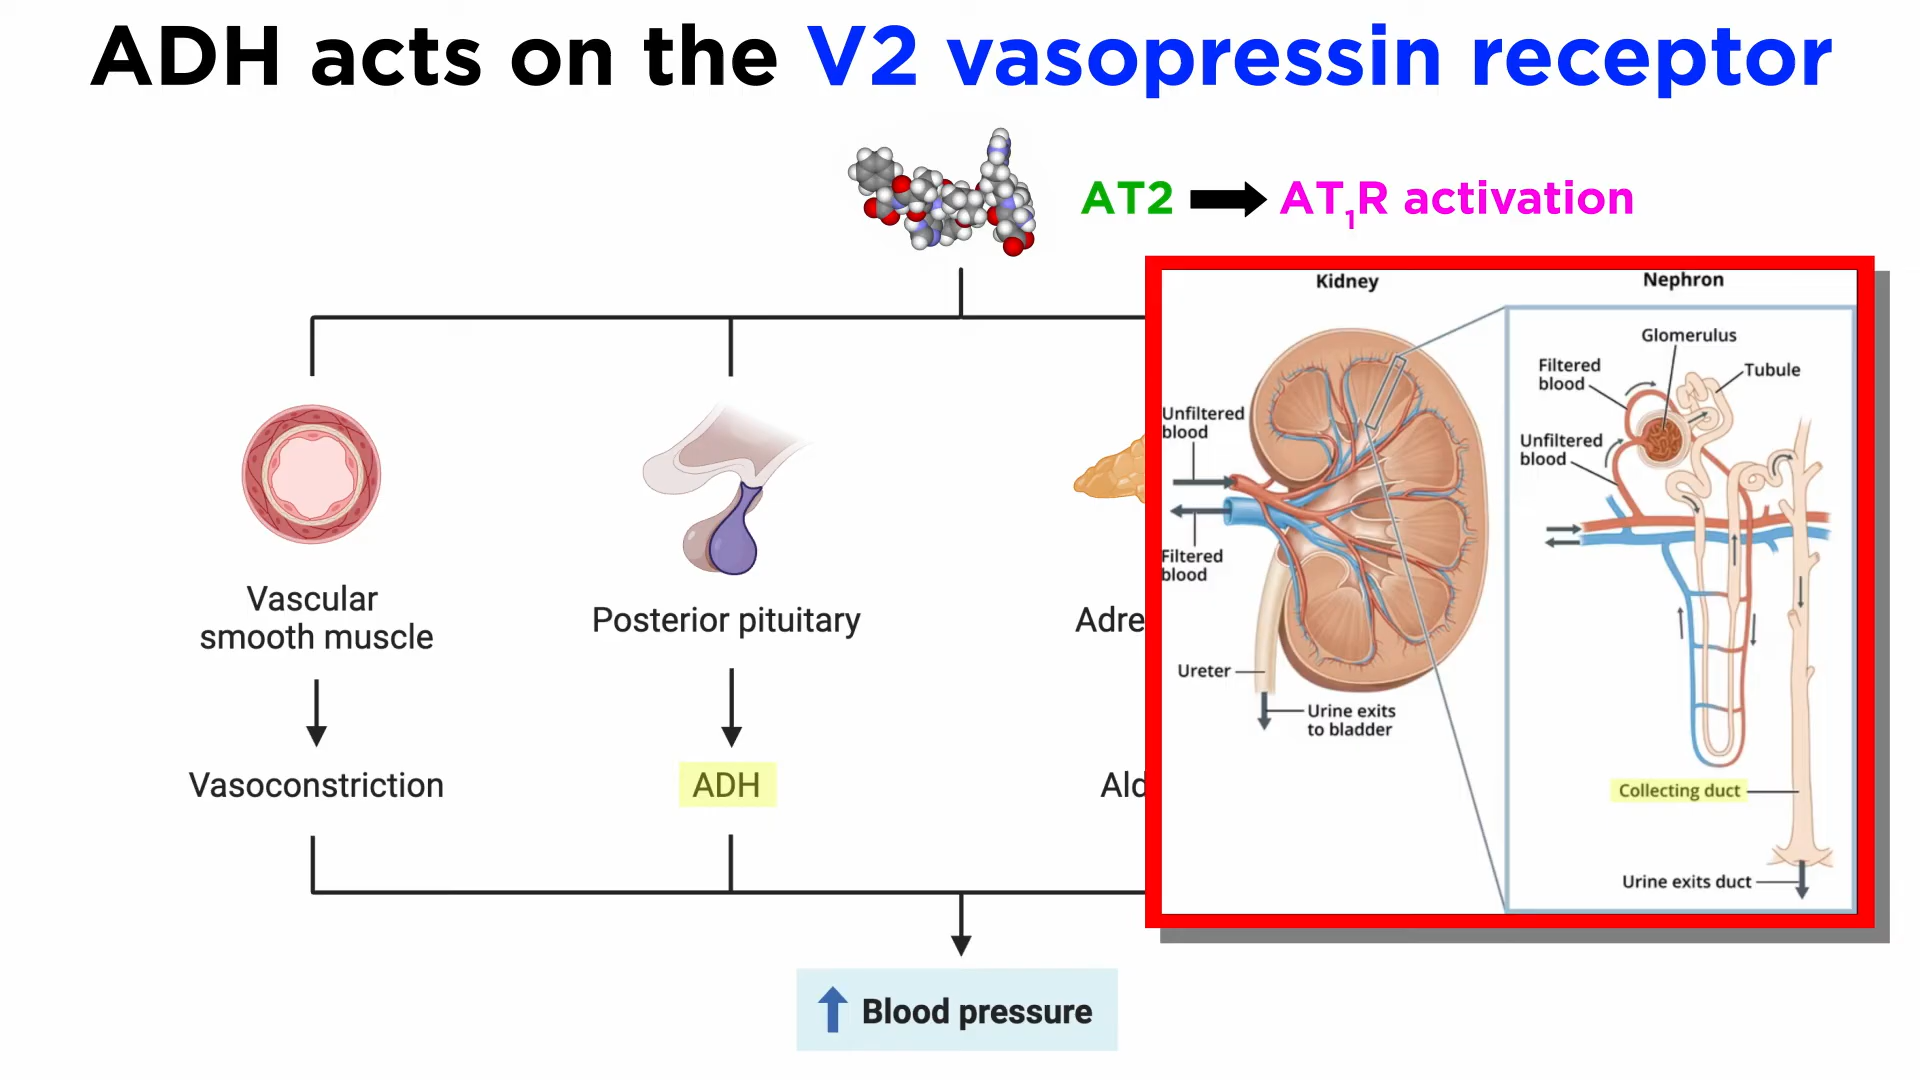 ADH acts on the V2 vasopressin receptor
AT2 AT1R activation
Vascular
smooth muscle
Posterior pituitary
Adre
Vasoconstriction
ADH
Ald
Blood pressure
Kidney
Unfiltered
blood
Filtered
blood
Ureter
Urine exits
to bladder
Nephron
Glomerulus
Filtered
blood
Tubule
Unfiltered
blood
Collecting duct
Urine exits duct